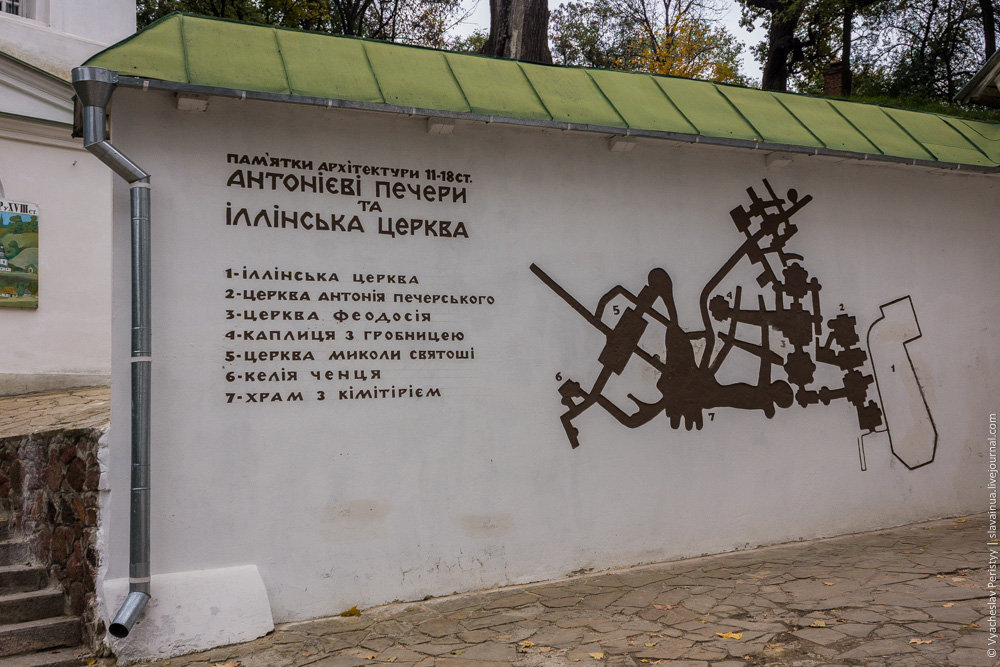 ПАМ'ЯТКИ АРХІТЕКТУРИ 11-18 СТ.
АНТОНІЄВІ ПЕЧЕРИ
ТА
ІЛЛІНСЬКА ЦЕРКВА
1-ІЛЛІНСЬКА ЦЕРКВА
2-ЦЕРКВА АНТОНІЯ ПЕЧЕРСЬКОГО
3-ЦЕРКВА ФЕОДОСІЯ
4-КАПЛИЦЯ З ГРОБНИЦЕЮ
5-ЦЕРКВА МИКОЛИ СВЯТОШІ
6-КЕЛІЯ ЧЕНЦЯ
7-ХРАМ З КІМІТІРІЄМ
4
2
5
3
1
6
7
XVIII СТ.
© Vyacheslav Peristyy | slavainua.livejournal.com